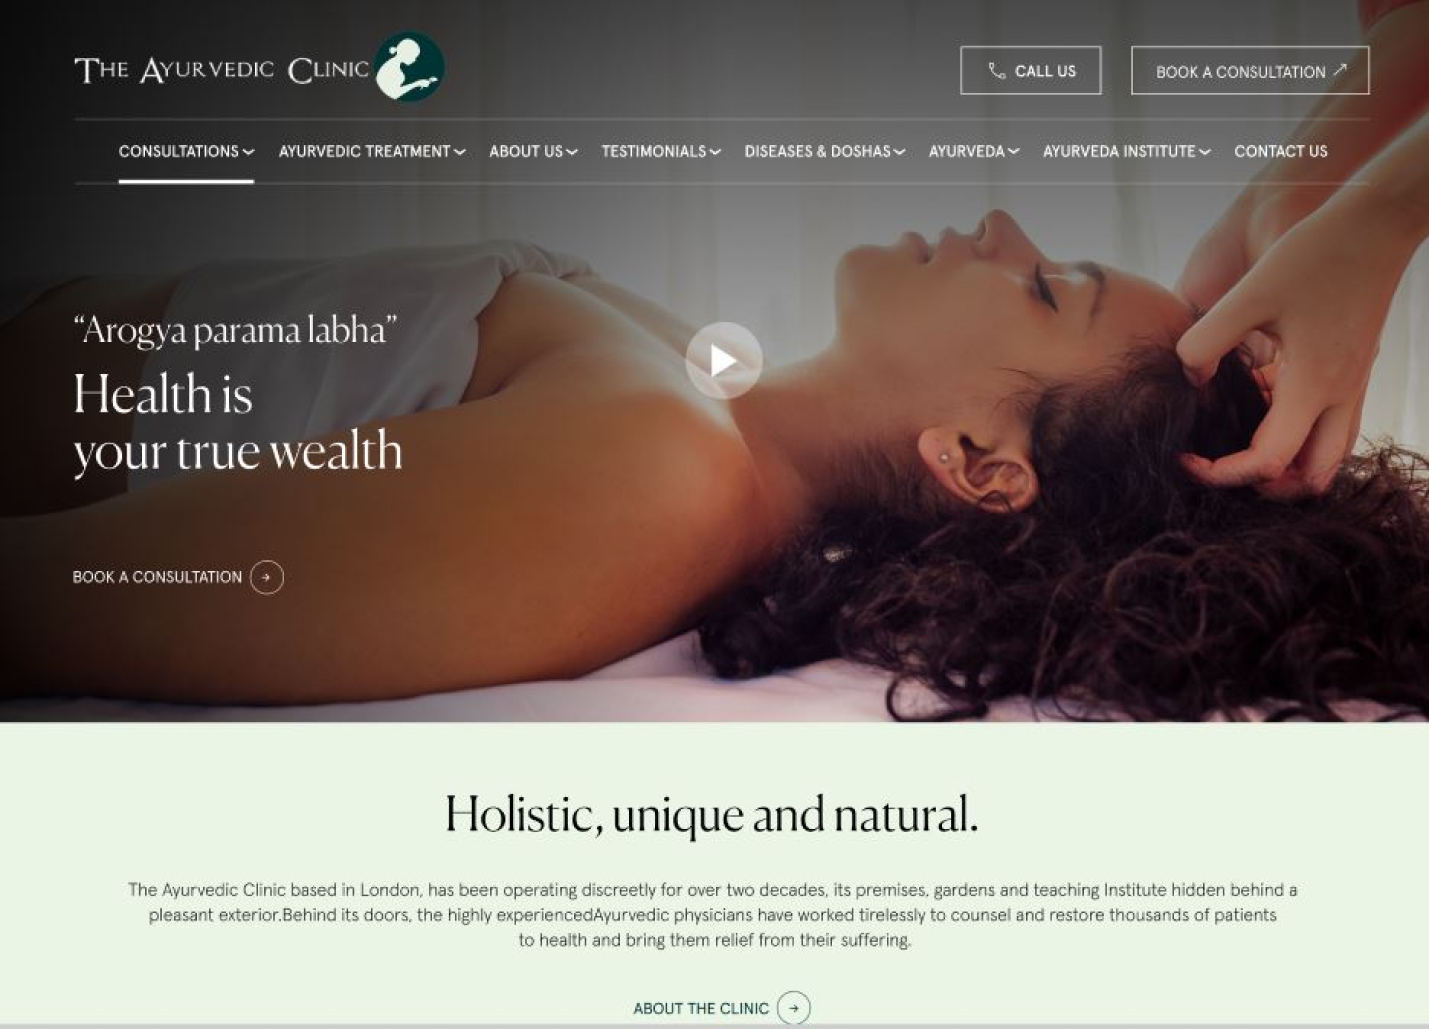 THE AYURVEDIC CLINIC
CALL US
BOOK A CONSULTATION
CONSULTATIONS
AYURVEDIC TREATMENT
ABOUT US
TESTIMONIALS
DISEASES & DOSHAS
AYURVEDA
AYURVEDA INSTITUTE
CONTACT US
“Arogya parama labha”
Health is
your true wealth
BOOK A CONSULTATION
Holistic, unique and natural.
The Ayurvedic Clinic based in London, has been operating discreetly for over two decades, its premises, gardens and teaching Institute hidden behind a
pleasant exterior.Behind its doors, the highly experiencedAyurvedic physicians have worked tirelessly to counsel and restore thousands of patients
to health and bring them relief from their suffering.
ABOUT THE CLINIC